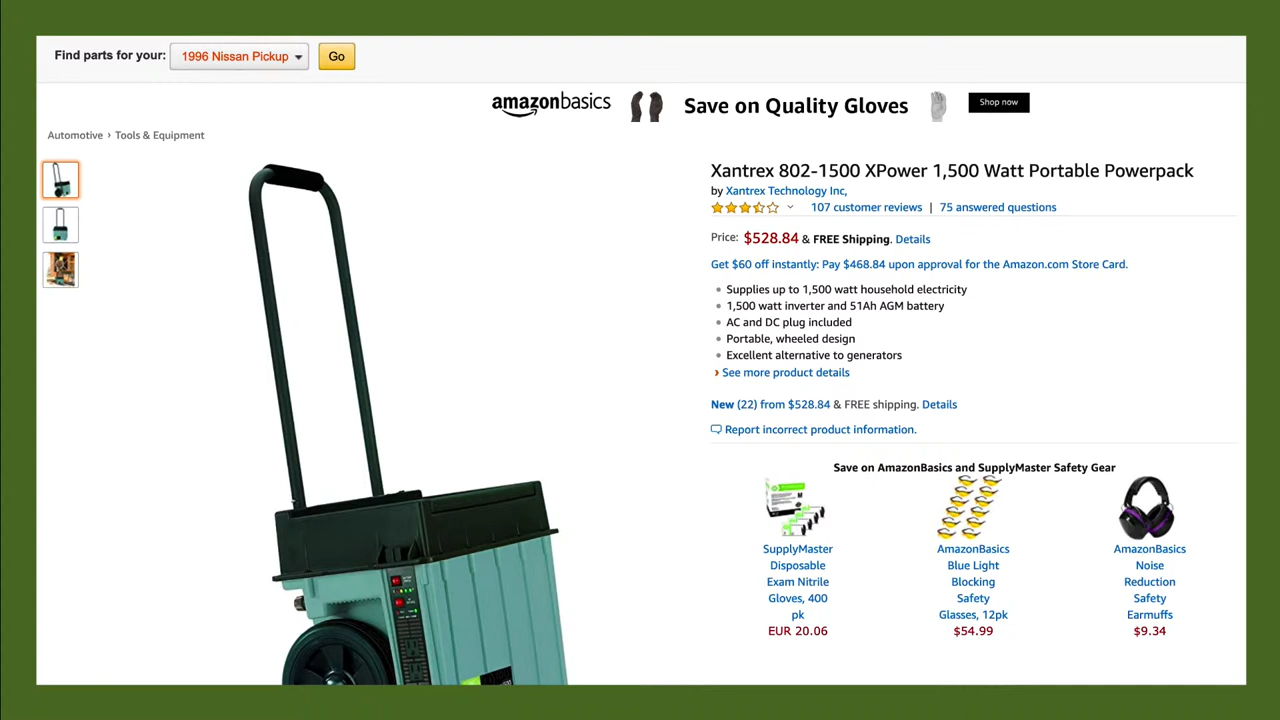 Find parts for your: 1996 Nissan Pickup Go
amazonbasics Save on Quality Gloves Shop now
Automotive › Tools & Equipment
Xantrex 802-1500 XPower 1,500 Watt Portable Powerpack
by Xantrex Technology Inc,
107 customer reviews | 75 answered questions
Price: $528.84 & FREE Shipping. Details
Get $60 off instantly: Pay $468.84 upon approval for the Amazon.com Store Card.
Supplies up to 1,500 watt household electricity
1,500 watt inverter and 51Ah AGM battery
AC and DC plug included
Portable, wheeled design
Excellent alternative to generators
› See more product details
New (22) from $528.84 & FREE shipping. Details
Report incorrect product information.
Save on AmazonBasics and SupplyMaster Safety Gear
SupplyMaster
Disposable
Exam Nitrile
Gloves, 400
pk
EUR 20.06
AmazonBasics
Blue Light
Blocking
Safety
Glasses, 12pk
$54.99
AmazonBasics
Noise
Reduction
Safety
Earmuffs
$9.34